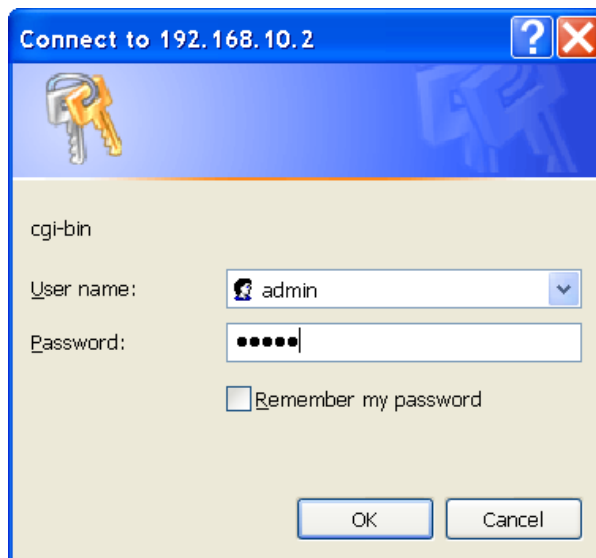 Connect to 192.168.10.2
cgi-bin
User name: admin
Password: •••••
Remember my password
OK Cancel